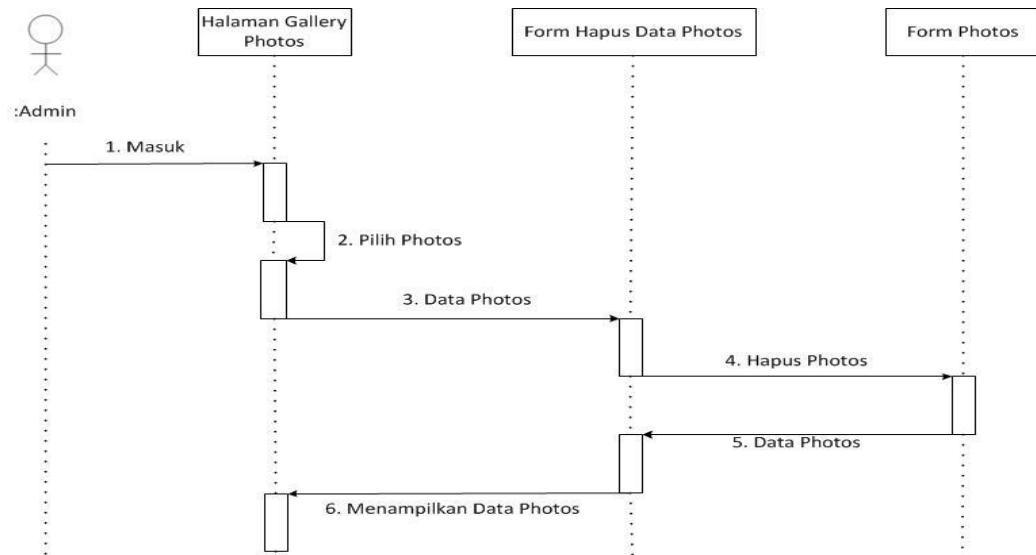 Halaman Gallery
Photos
Form Hapus Data Photos
Form Photos
:Admin
1. Masuk
2. Pilih Photos
3. Data Photos
4. Hapus Photos
5. Data Photos
6. Menampilkan Data Photos